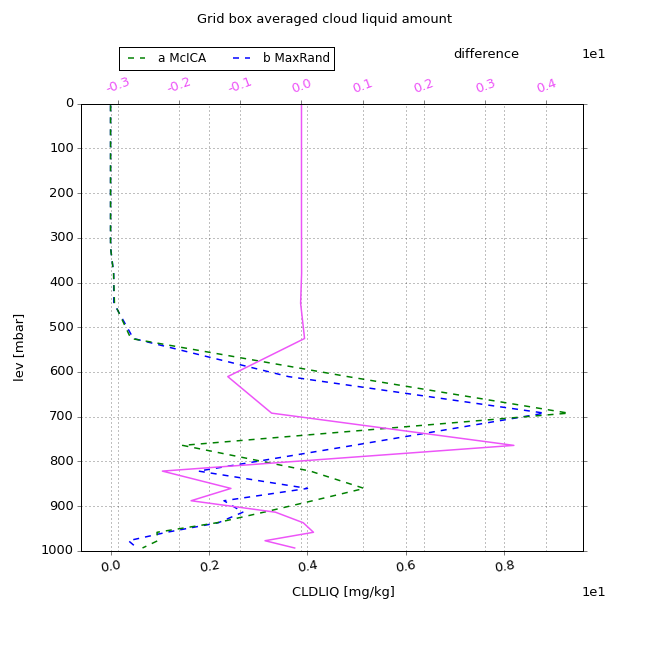 Grid box averaged cloud liquid amount
a McICA b MaxRand
difference 1e1
-0.3 -0.2 -0.1 0.0 0.1 0.2 0.3 0.4
0
100
200
300
400
500
600
700
800
900
1000
lev [mbar]
0.0 0.2 0.4 0.6 0.8
CLDLIQ [mg/kg] 1e1